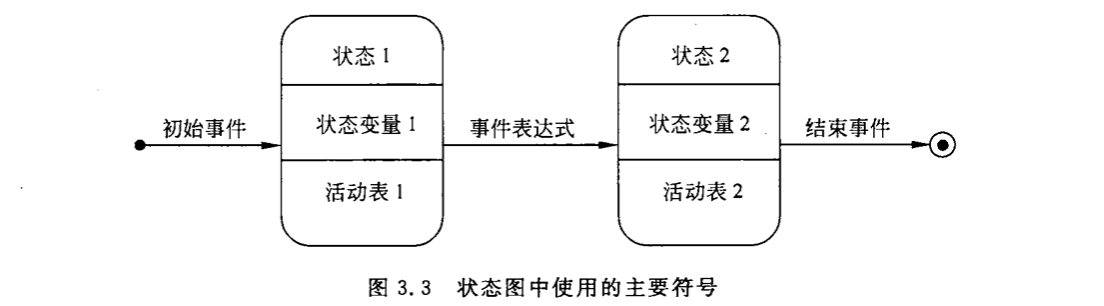 状态 1
状态 2
初始事件
状态变量 1
事件表达式
状态变量 2
结束事件
活动表 1
活动表 2
图 3.3 状态图中使用的主要符号